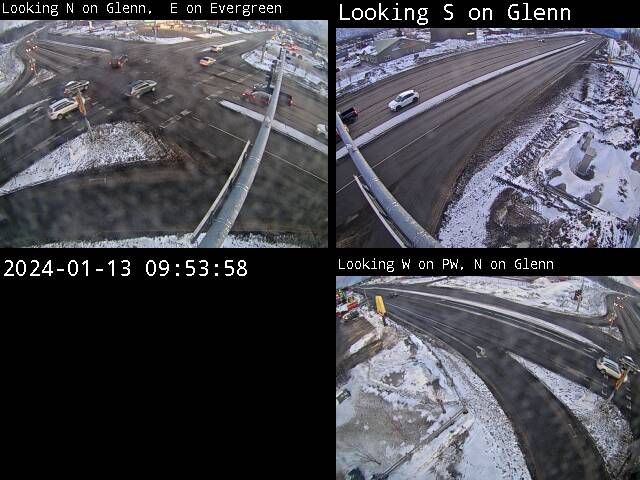 Looking N on Glenn,  E on Evergreen
Looking S on Glenn
2024-01-13 09:53:58
Looking W on PW, N on Glenn